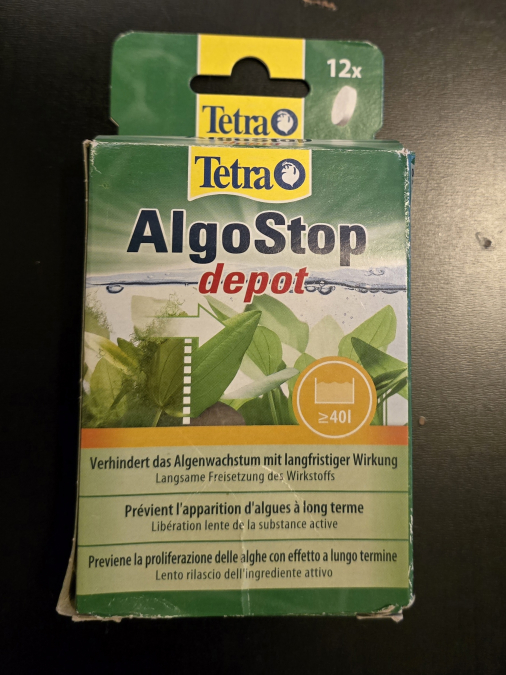 12x
Tetra
Tetra
AlgoStop
depot
≥40l
Verhindert das Algenwachstum mit langfristiger Wirkung
Langsame Freisetzung des Wirkstoffs
Prévient l'apparition d'algues à long terme
Libération lente de la substance active
Previene la proliferazione delle alghe con effetto a lungo termine
Lento rilascio dell'ingrediente attivo